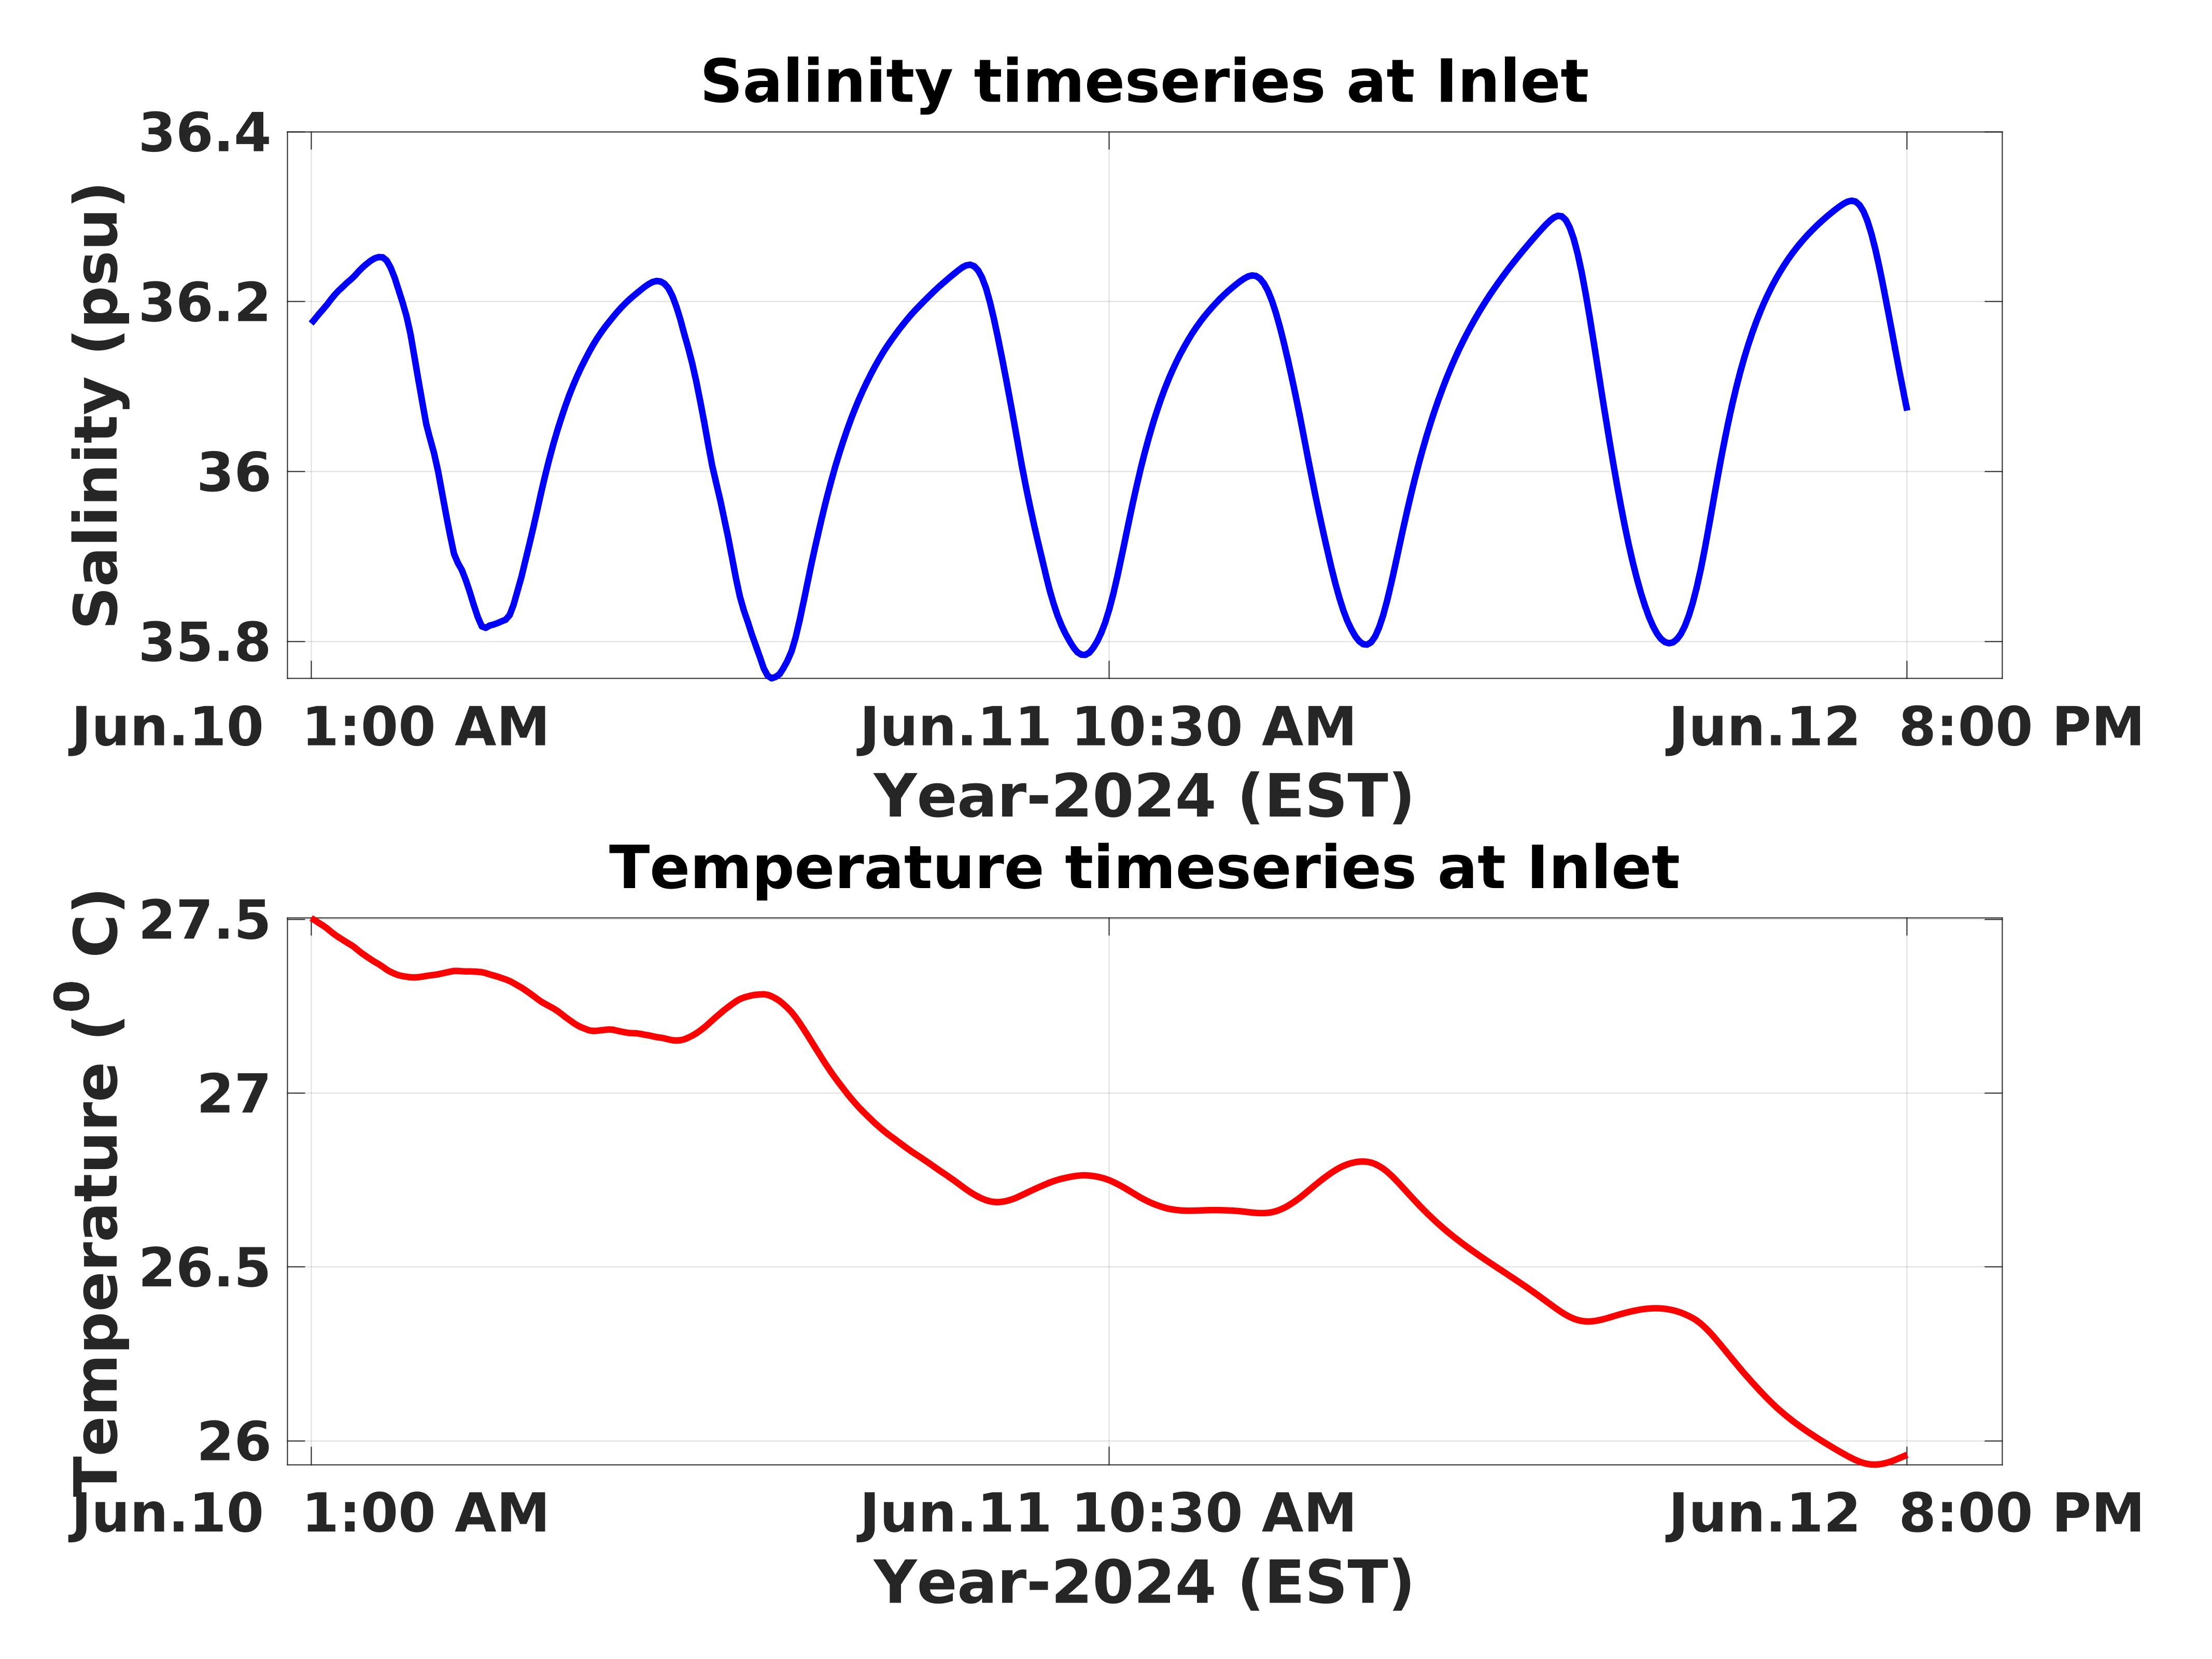 Salinity timeseries at Inlet
Salinity (psu)
36.4
36.2
36
35.8
Jun.10  1:00 AM
Jun.11 10:30 AM
Jun.12  8:00 PM
Year-2024 (EST)
Temperature timeseries at Inlet
Temperature (⁰ C)
27.5
27
26.5
26
Jun.10  1:00 AM
Jun.11 10:30 AM
Jun.12  8:00 PM
Year-2024 (EST)